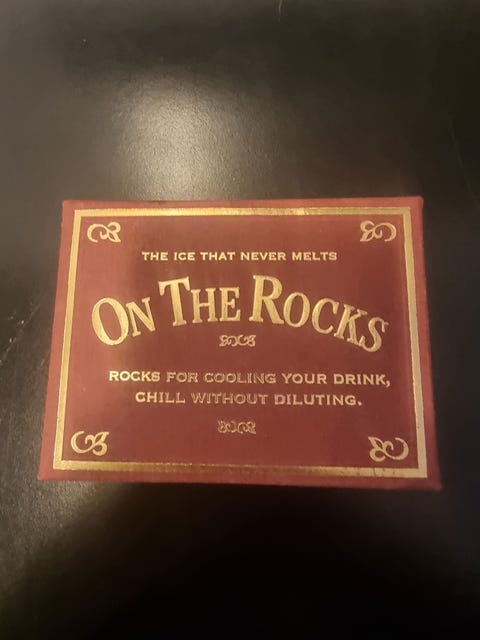 THE ICE THAT NEVER MELTS
ON THE ROCKS
ROCKS FOR COOLING YOUR DRINK,
CHILL WITHOUT DILUTING.